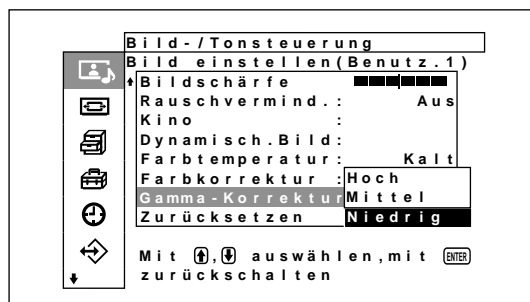 Bild-/Tonsteuerung
Bild einstellen(Benutz.1)
Bildschärfe
Rauschvermind.: Aus
Kino :
Dynamisch.Bild:
Farbtemperatur: Kalt
Farbkorrektur : Hoch
Gamma-Korrektur Mittel
Zurücksetzen Niedrig
Mit , auswählen,mit ENTER
zurückschalten